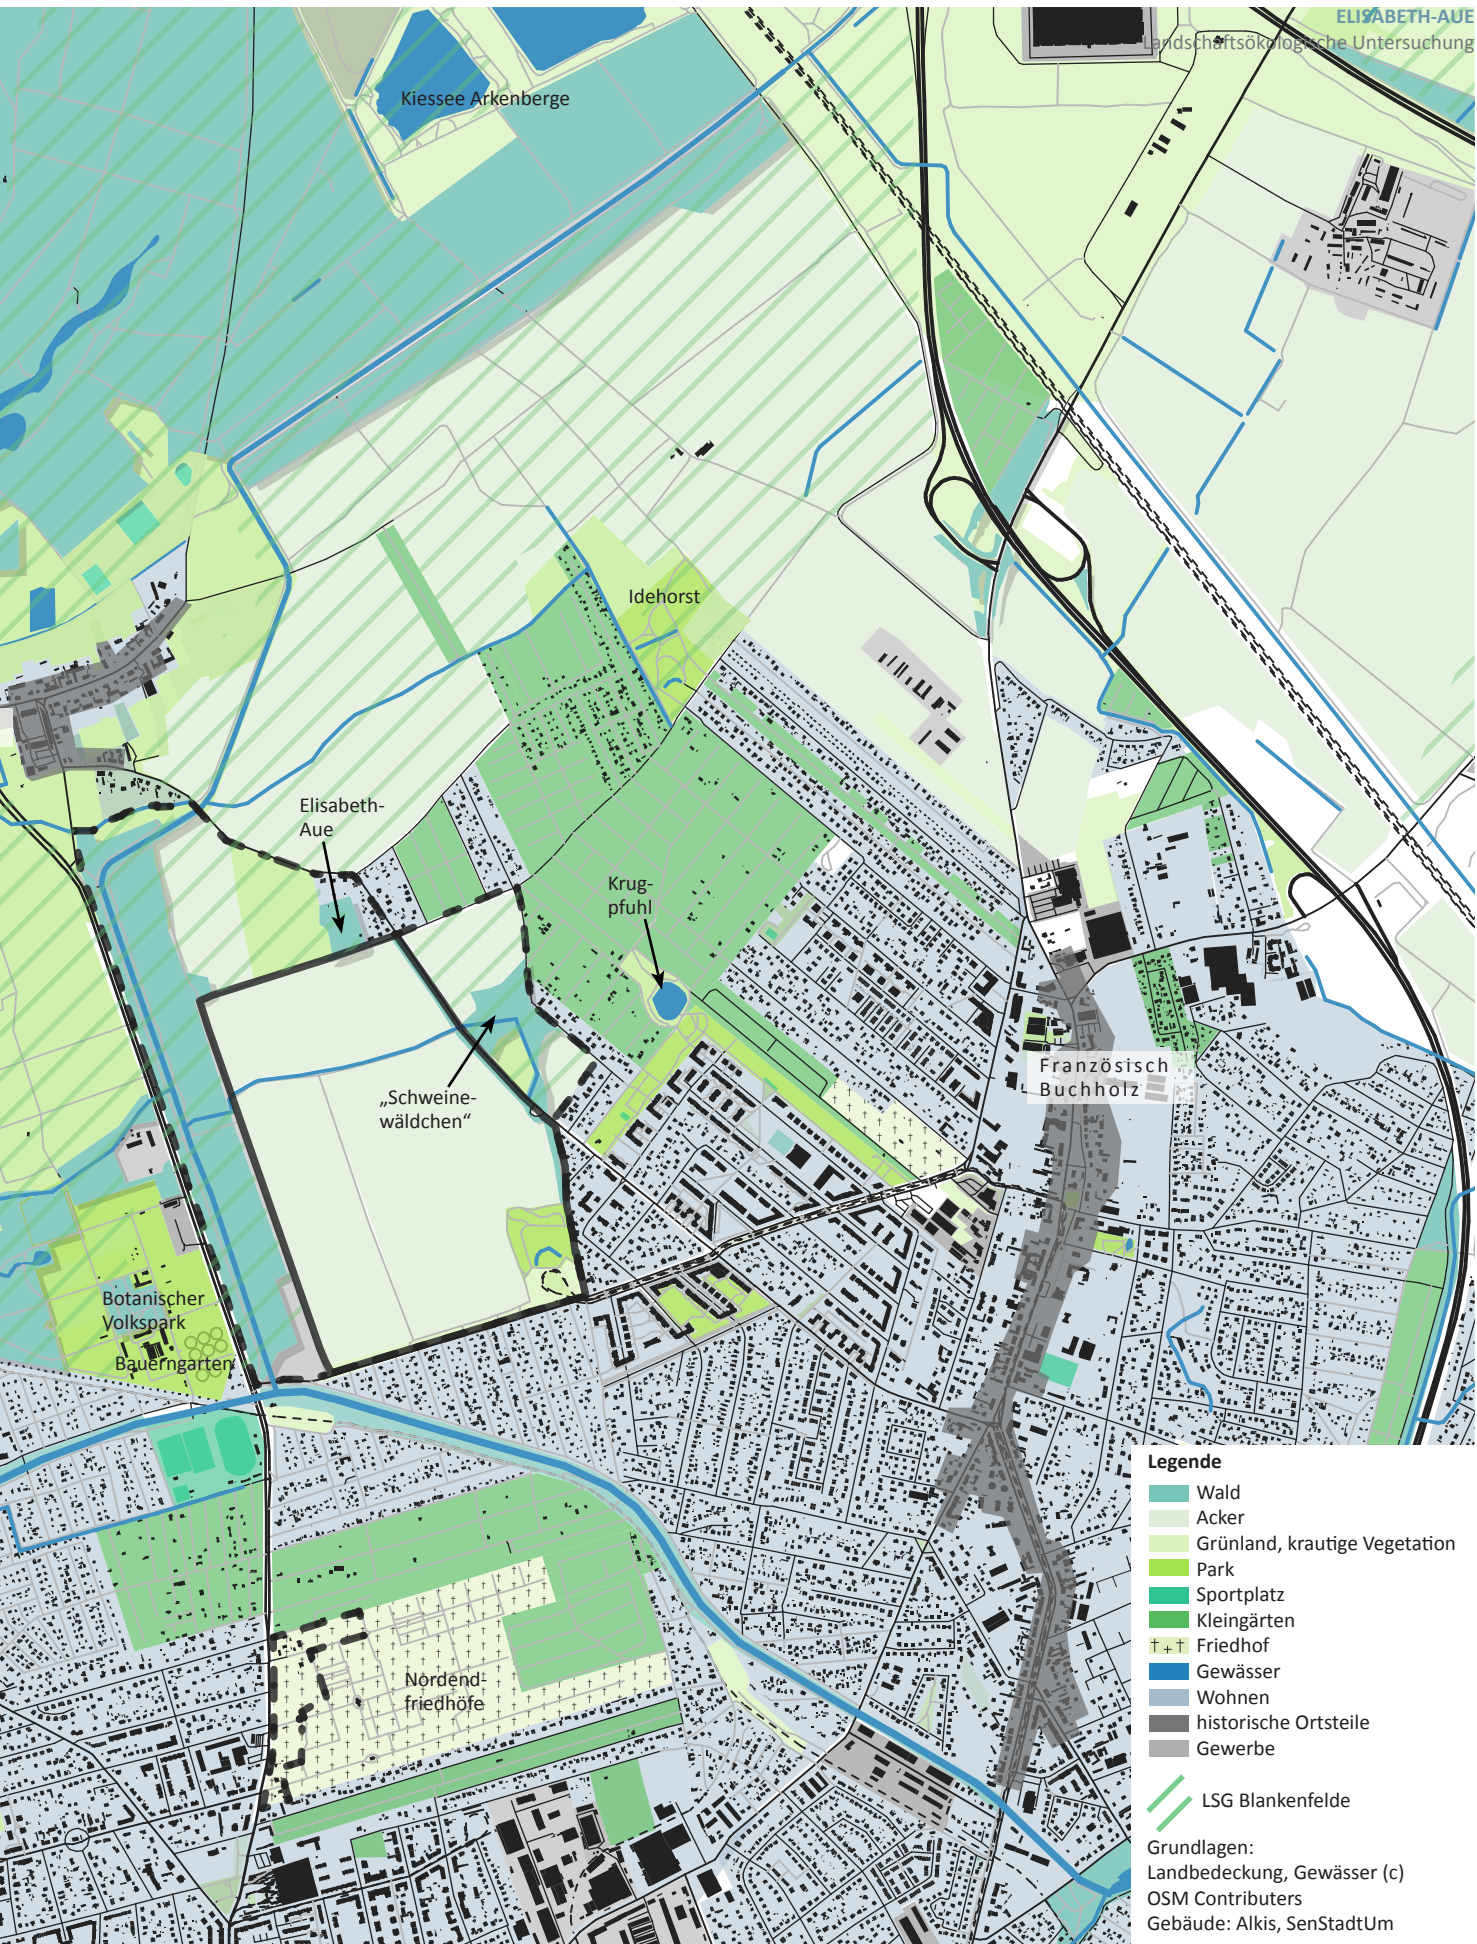 ELISABETH-AUE
Landschaftsökologische Untersuchung
Kiessee Arkenberge
Idehorst
Elisabeth-
Aue
Krug-
pfuhl
„Schweine-
wäldchen“
Französisch
Buchholz
Botanischer
Volkspark
Bauerngarten
Nordend-
friedhöfe
Legende
Wald
Acker
Grünland, krautige Vegetation
Park
Sportplatz
Kleingärten
Friedhof
Gewässer
Wohnen
historische Ortsteile
Gewerbe
LSG Blankenfelde
Grundlagen:
Landbedeckung, Gewässer (c)
OSM Contributers
Gebäude: Alkis, SenStadtUm